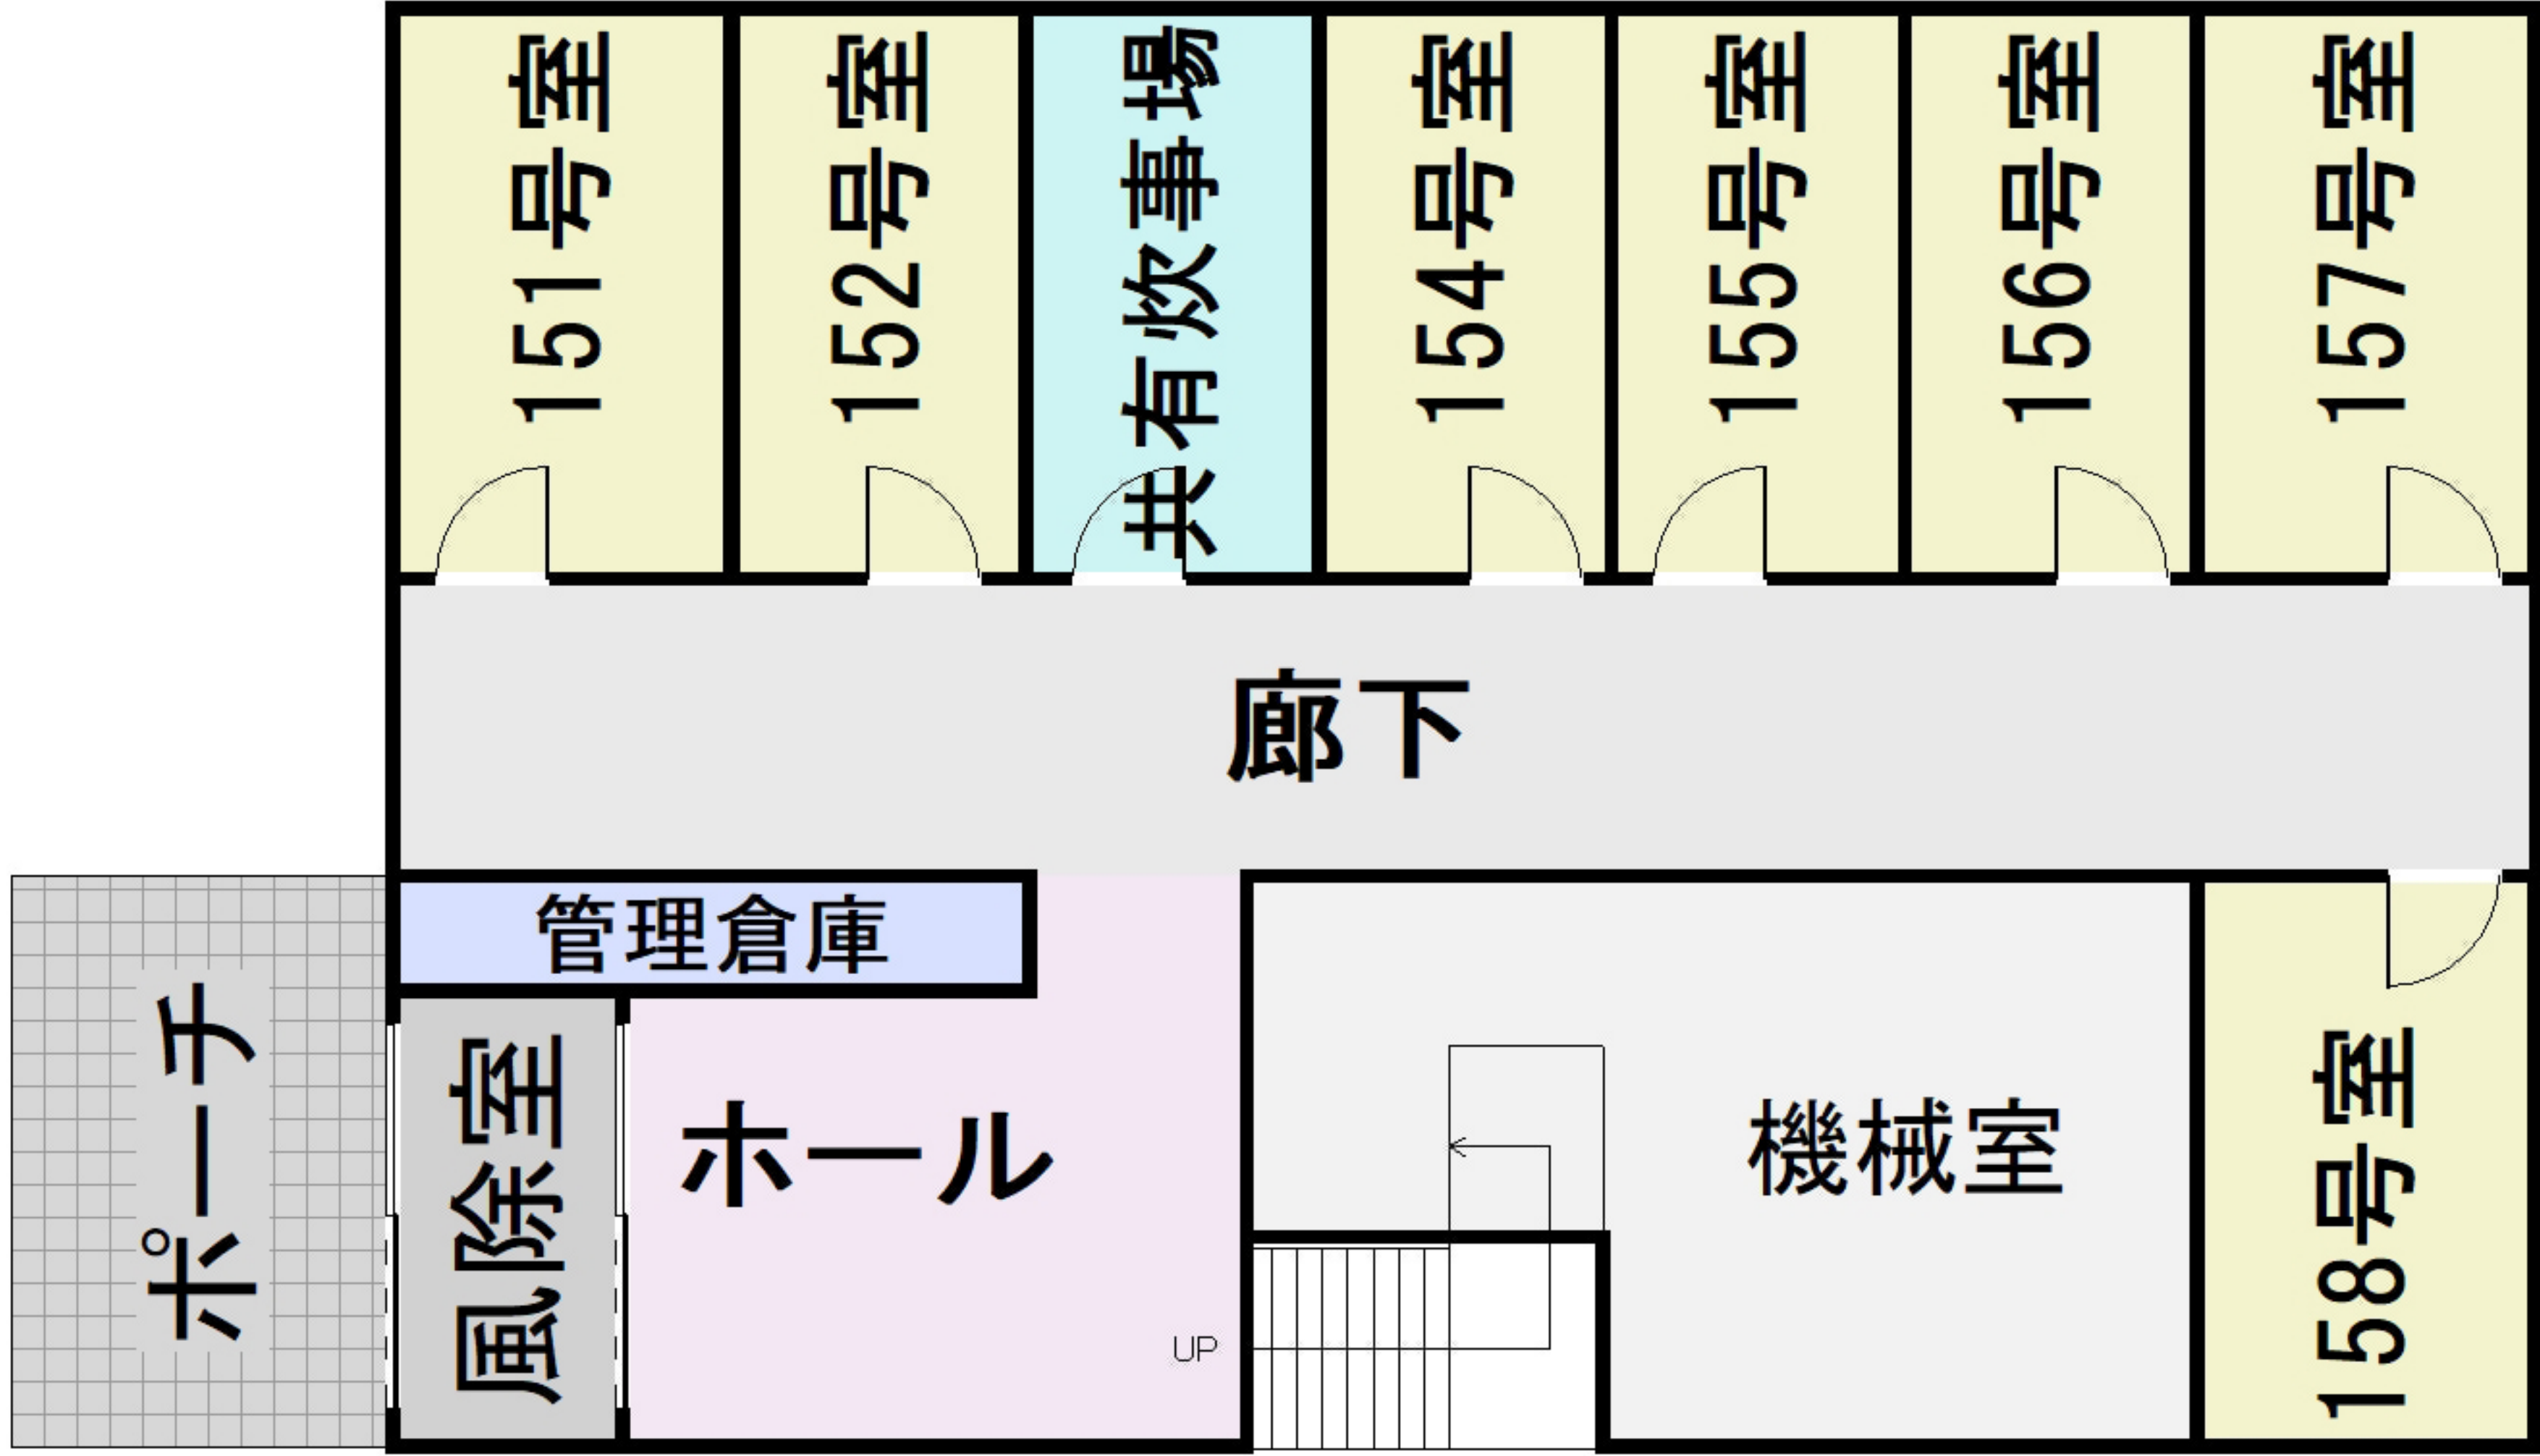 151号室
152号室
共有炊事場
154号室
155号室
156号室
157号室
廊下
管理倉庫
ポーチ
風除室
ホール
機械室
158号室
UP